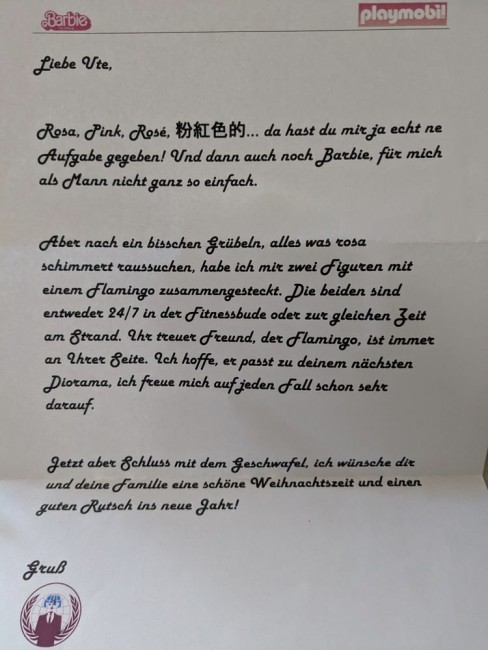 Barbie
playmobil
Liebe Ute,
Rosa, Pink, Rosé, 粉紅色的... da hast du mir ja echt ne
Aufgabe gegeben! Und dann auch noch Barbie, für mich
als Mann nicht ganz so einfach.
Aber nach ein bisschen Grübeln, alles was rosa
schimmert raussuchen, habe ich mir zwei Figuren mit
einem Flamingo zusammengesteckt. Die beiden sind
entweder 24/7 in der Fitnessbude oder zur gleichen Zeit
am Strand. Ihr treuer Freund, der Flamingo, ist immer
an Ihrer Seite. Ich hoffe, er passt zu deinem nächsten
Diorama, ich freue mich auf jeden Fall schon sehr
darauf.
Jetzt aber Schluss mit dem Geschwafel, ich wünsche dir
und deine Familie eine schöne Weihnachtszeit und einen
guten Rutsch ins neue Jahr!
Gruß